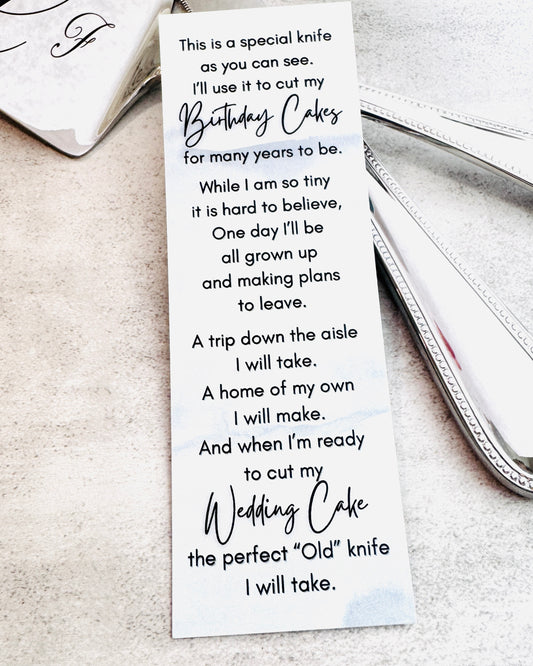 F
This is a special knife
as you can see.
I'll use it to cut my
Birthday Cakes
for many years to be.
While I am so tiny
it is hard to believe,
One day I'll be
all grown up
and making plans
to leave.
A trip down the aisle
I will take.
A home of my own
I will make.
And when I'm ready
to cut my
Wedding Cake
the perfect “Old” knife
I will take.